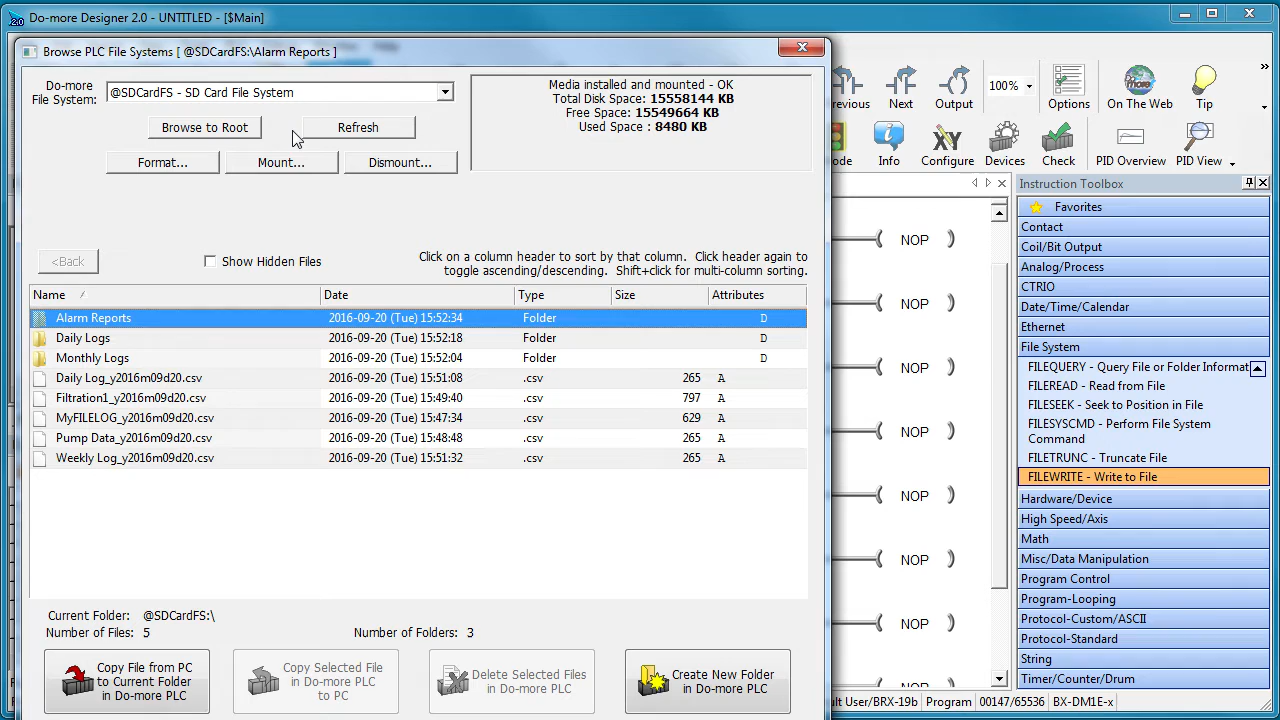 2.0
Do-more Designer 2.0 - UNTITLED - [$Main]
Browse PLC File Systems [ @SDCardFS:\Alarm Reports ]
Do-more
File System:
@SDCardFS - SD Card File System
Browse to Root
Refresh
Format...
Mount...
Dismount...
Media installed and mounted - OK
Total Disk Space: 15558144 KB
Free Space: 15549664 KB
Used Space : 8480 KB
<Back
Show Hidden Files
Click on a column header to sort by that column. Click header again to
toggle ascending/descending. Shift+click for multi-column sorting.
Name Date Type Size Attributes
Alarm Reports 2016-09-20 (Tue) 15:52:34 Folder D
Daily Logs 2016-09-20 (Tue) 15:52:18 Folder D
Monthly Logs 2016-09-20 (Tue) 15:52:04 Folder D
Daily Log_y2016m09d20.csv 2016-09-20 (Tue) 15:51:08 .csv 265 A
Filtration1_y2016m09d20.csv 2016-09-20 (Tue) 15:49:40 .csv 797 A
MyFILELOG_y2016m09d20.csv 2016-09-20 (Tue) 15:47:34 .csv 629 A
Pump Data_y2016m09d20.csv 2016-09-20 (Tue) 15:48:48 .csv 265 A
Weekly Log_y2016m09d20.csv 2016-09-20 (Tue) 15:51:32 .csv 265 A
Current Folder: @SDCardFS:\
Number of Files: 5
Number of Folders: 3
Copy File from PC
to Current Folder
in Do-more PLC
Copy Selected File
in Do-more PLC
to PC
Delete Selected Files
in Do-more PLC
Create New Folder
in Do-more PLC
evious Next Output 100% Options On The Web Tip
ode Info Configure Devices Check PID Overview PID View
NOP
NOP
NOP
NOP
NOP
NOP
NOP
Instruction Toolbox
Favorites
Contact
Coil/Bit Output
Analog/Process
CTRIO
Date/Time/Calendar
Ethernet
File System
FILEQUERY - Query File or Folder Informat
FILEREAD - Read from File
FILESEEK - Seek to Position in File
FILESYSCMD - Perform File System
Command
FILETRUNC - Truncate File
FILEWRITE - Write to File
Hardware/Device
High Speed/Axis
Math
Misc/Data Manipulation
Program Control
Program-Looping
Protocol-Custom/ASCII
Protocol-Standard
String
Timer/Counter/Drum
ult User/BRX-19b Program 00147/65536 BX-DM1E-x